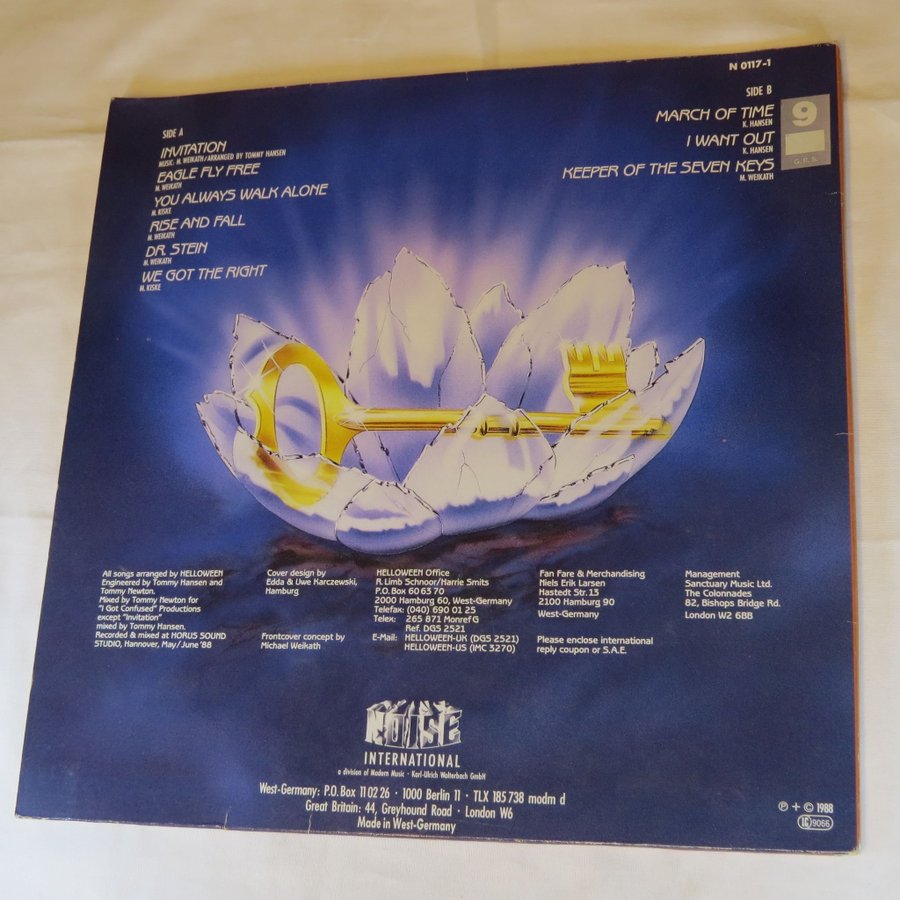 N 0117-1
SIDE A
INVITATION
MUSIC: M. WEIKATH/ARRANGED BY TOMMY HANSEN
EAGLE FLY FREE
M. WEIKATH
YOU ALWAYS WALK ALONE
M. KISKE
RISE AND FALL
M. WEIKATH
DR. STEIN
M. WEIKATH
WE GOT THE RIGHT
M. KISKE
SIDE B
MARCH OF TIME
K. HANSEN
I WANT OUT
K. HANSEN
KEEPER OF THE SEVEN KEYS
M. WEIKATH
9
G.R.S.
All songs arranged by HELLOWEEN
Engineered by Tommy Hansen and
Tommy Newton.
Mixed by Tommy Newton for
"I Got Confused" Productions
except "Invitation"
mixed by Tommy Hansen.
Recorded & mixed at HORUS SOUND
STUDIO, Hannover, May/June '88
Cover design by
Edda & Uwe Karczewski,
Hamburg
Frontcover concept by
Michael Weikath
HELLOWEEN Office
R. Limb Schnoor/Harrie Smits
P.O. Box 60 63 70
2000 Hamburg 60, West-Germany
Telefax: (040) 690 01 25
Telex: 265 871 Monref G
Ref. DGS 2521
E-Mail: HELLOWEEN-UK (DGS 2521)
HELLOWEEN-US (IMC 3270)
Fan Fare & Merchandising
Niels Erik Larsen
Hastedt Str. 13
2100 Hamburg 90
West-Germany
Please enclose international
reply coupon or S.A.E.
Management
Sanctuary Music Ltd.
The Colonnades
82, Bishops Bridge Rd.
London W2 6BB
NOISE
INTERNATIONAL
a division of Modern Music · Karl-Ulrich Walterbach GmbH
West-Germany: P.O. Box 11 02 26 · 1000 Berlin 11 · TLX 185 738 modm d
Great Britain: 44, Greyhound Road · London W6
Made in West-Germany
℗ + © 1988
LC 9066